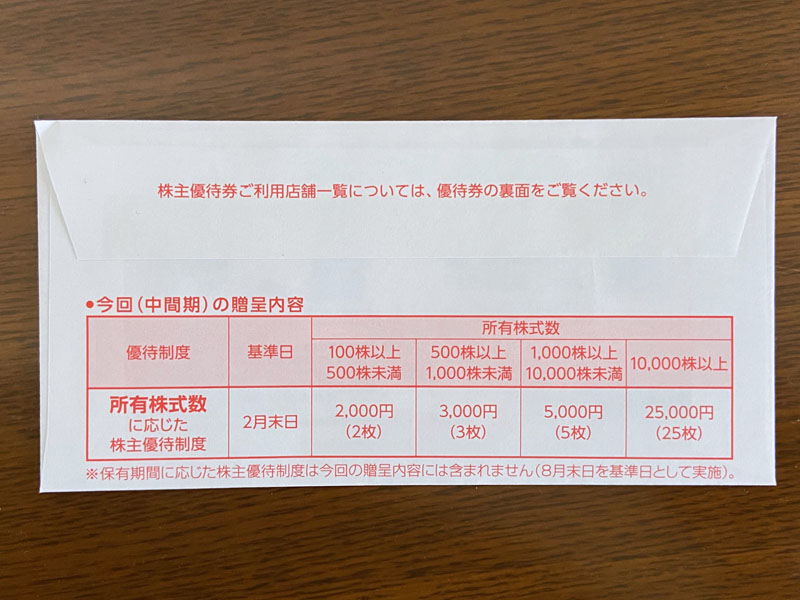 株主優待券ご利用店舗一覧については、優待券の裏面をご覧ください。
●今回（中間期）の贈呈内容
優待制度
基準日
所有株式数
100株以上
500株未満
500株以上
1,000株未満
1,000株以上
10,000株未満
10,000株以上
所有株式数
に応じた
株主優待制度
2月末日
2,000円
（2枚）
3,000円
（3枚）
5,000円
（5枚）
25,000円
（25枚）
※保有期間に応じた株主優待制度は今回の贈呈内容には含まれません（8月末日を基準日として実施）。